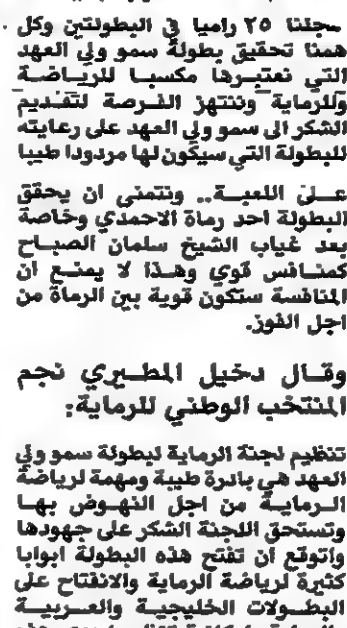 سجلنا ٢٥ راميا في البطولتين وكل
همنا تحقيق بطولة سمو ولي العهد
التي نعتبرها مكسبا للرياضة
وللرماية وننتهز الفرصة لتقديم
الشكر الى سمو ولي العهد على رعايته
للبطولة التي سيكون لها مردودا طيبا
على اللعبة.. ونتمنى ان يحقق
البطولة احد رماة الاحمدي وخاصة
بعد غياب الشيخ سلمان الصباح
كمنافس قوي وهذا لا يمنع ان
المنافسة ستكون قوية بين الرماة من
اجل الفوز.
وقال دخيل المطيري نجم
المنتخب الوطني للرماية:
تنظيم لجنة الرماية لبطولة سمو ولي
العهد هي بادرة طيبة ومهمة لرياضة
الرماية من اجل النهوض بها
وتستحق اللجنة الشكر على جهودها
واتوقع ان تفتح هذه البطولة ابوابا
كثيرة لرياضة الرماية والانفتاح على
البطولات الخليجية والعربية